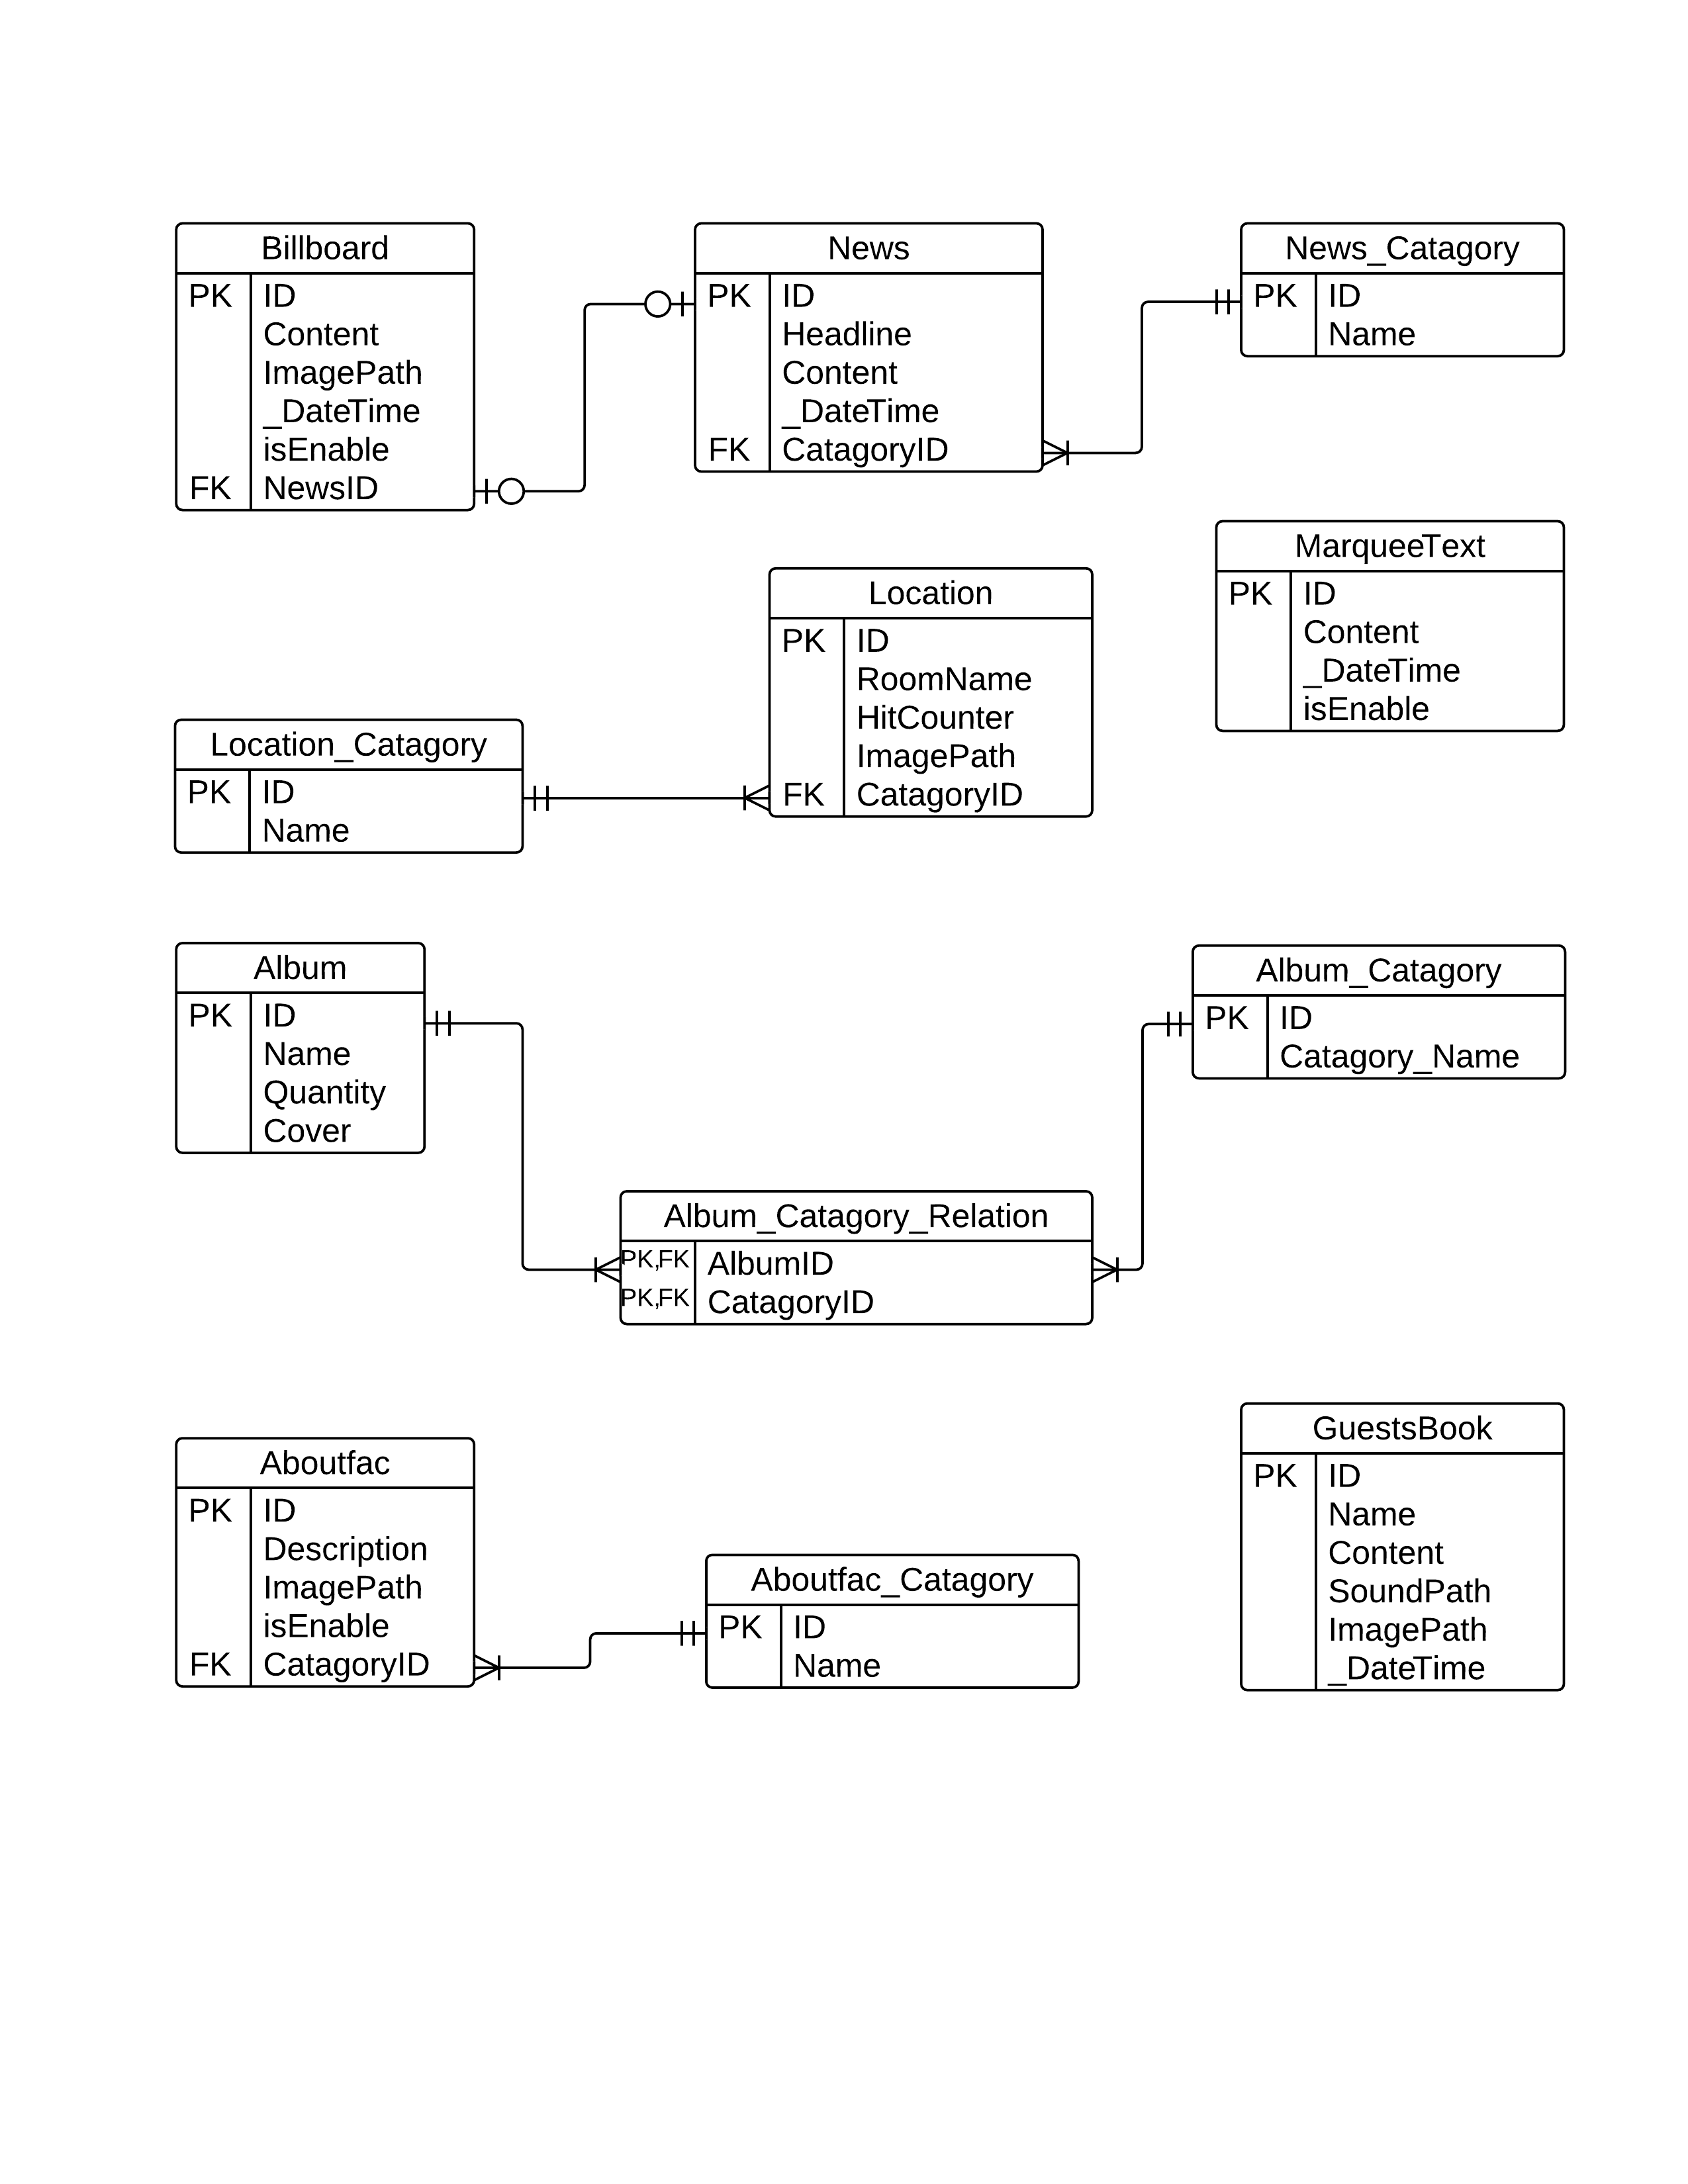 Billboard
PK ID
Content
ImagePath
_DateTime
isEnable
FK NewsID
News
PK ID
Headline
Content
_DateTime
FK CatagoryID
News_Catagory
PK ID
Name
MarqueeText
PK ID
Content
_DateTime
isEnable
Location
PK ID
RoomName
HitCounter
ImagePath
FK CatagoryID
Location_Catagory
PK ID
Name
Album
PK ID
Name
Quantity
Cover
Album_Catagory
PK ID
Catagory_Name
Album_Catagory_Relation
PK,FK AlbumID
PK,FK CatagoryID
Aboutfac
PK ID
Description
ImagePath
isEnable
FK CatagoryID
Aboutfac_Catagory
PK ID
Name
GuestsBook
PK ID
Name
Content
SoundPath
ImagePath
_DateTime